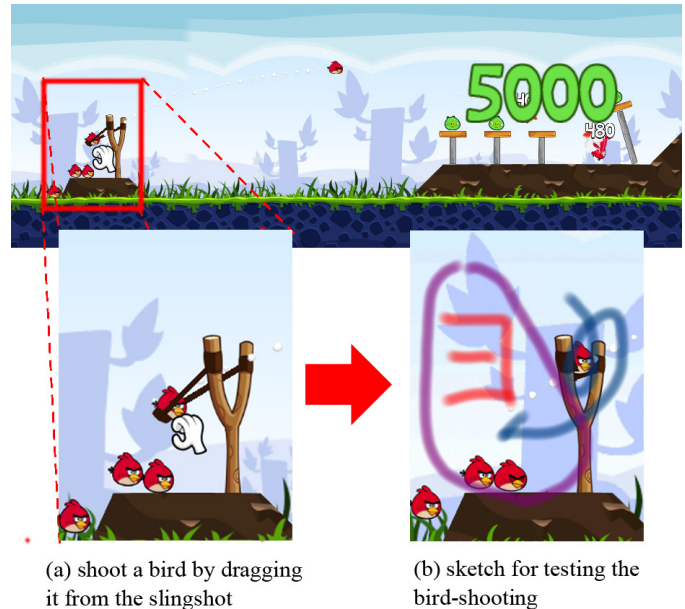 5000
480
(a) shoot a bird by dragging
it from the slingshot
(b) sketch for testing the
bird-shooting